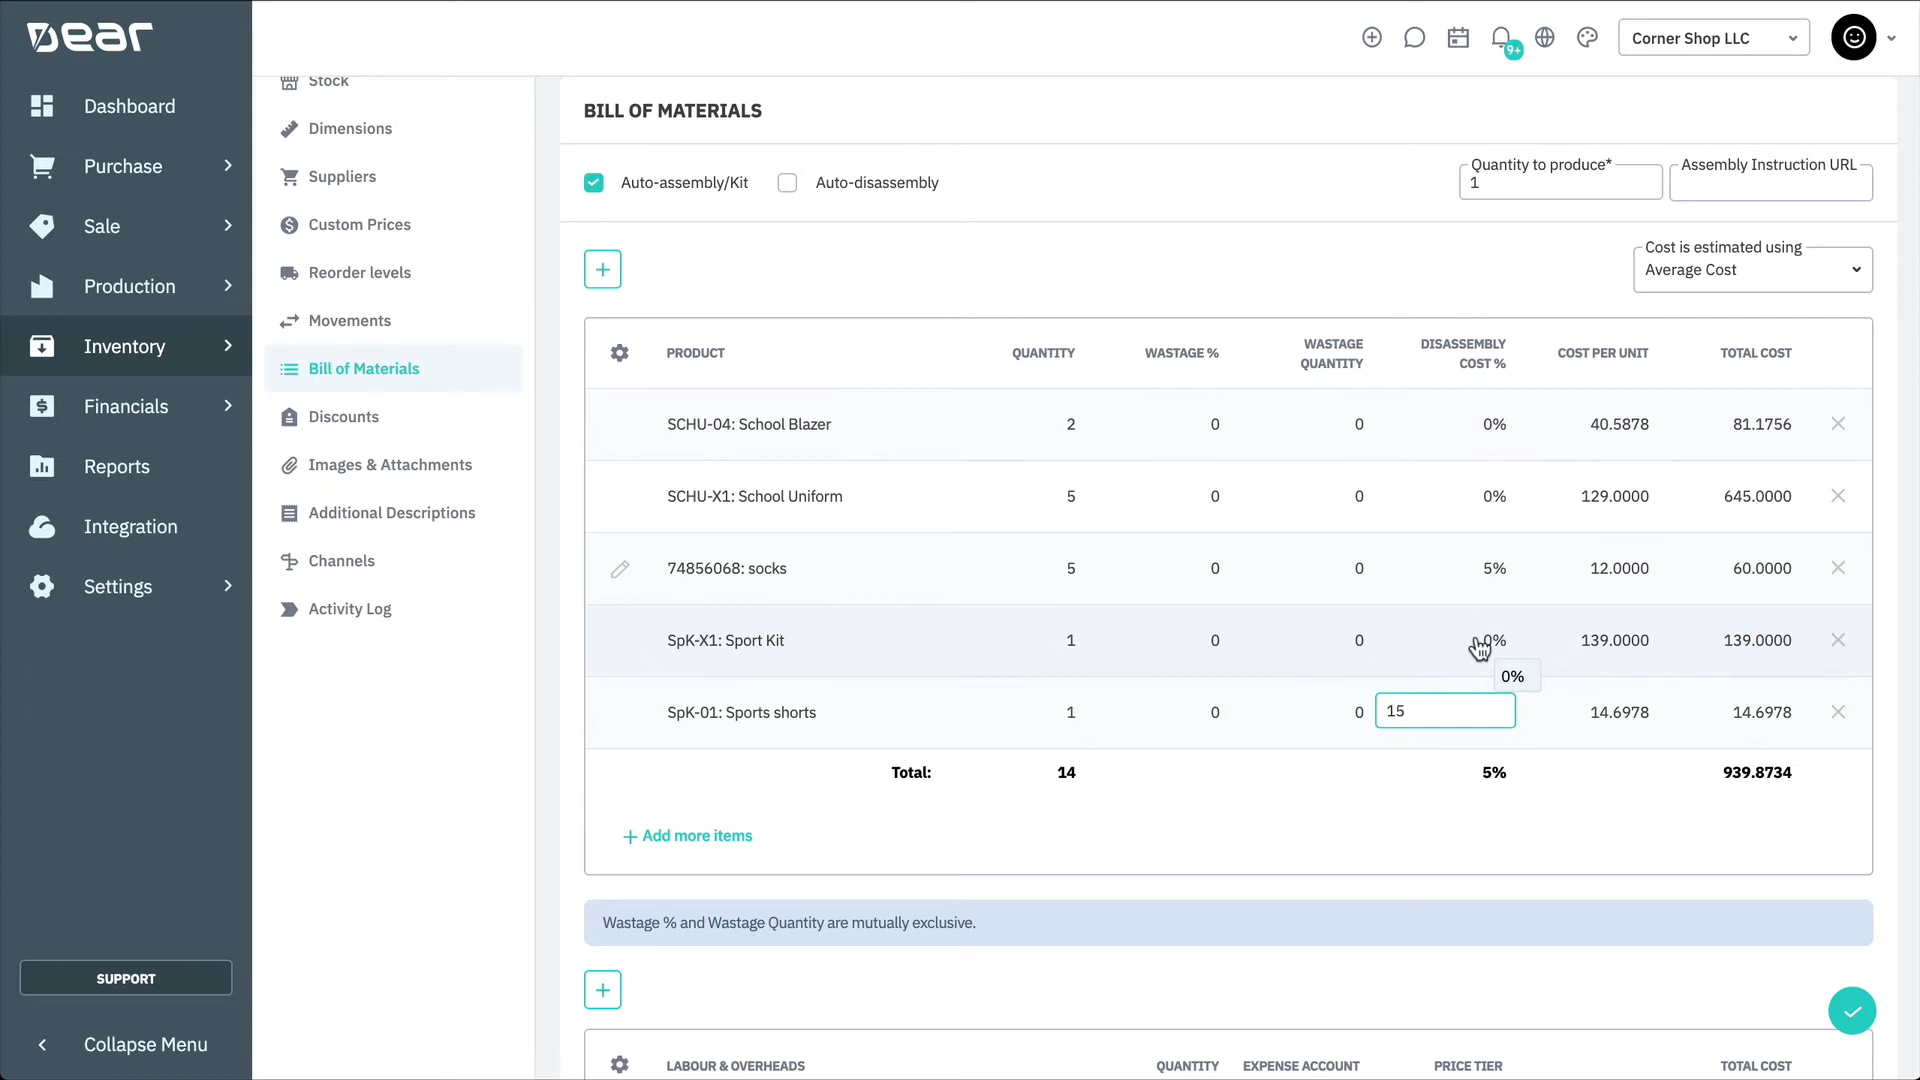 Dear
Corner Shop LLC
9+
Dashboard
Purchase
Sale
Production
Inventory
Financials
Reports
Integration
Settings
SUPPORT
Collapse Menu
Stock
Dimensions
Suppliers
Custom Prices
Reorder levels
Movements
Bill of Materials
Discounts
Images & Attachments
Additional Descriptions
Channels
Activity Log
BILL OF MATERIALS
Auto-assembly/Kit Auto-disassembly
Quantity to produce*
1
Assembly Instruction URL
Cost is estimated using
Average Cost
PRODUCT QUANTITY WASTAGE % WASTAGE QUANTITY DISASSEMBLY COST % COST PER UNIT TOTAL COST
SCHU-04: School Blazer 2 0 0 0% 40.5878 81.1756
SCHU-X1: School Uniform 5 0 0 0% 129.0000 645.0000
74856068: socks 5 0 0 5% 12.0000 60.0000
SpK-X1: Sport Kit 1 0 0 0% 139.0000 139.0000
0%
SpK-01: Sports shorts 1 0 0 15 14.6978 14.6978
Total: 14 5% 939.8734
+ Add more items
Wastage % and Wastage Quantity are mutually exclusive.
LABOUR & OVERHEADS QUANTITY EXPENSE ACCOUNT PRICE TIER TOTAL COST